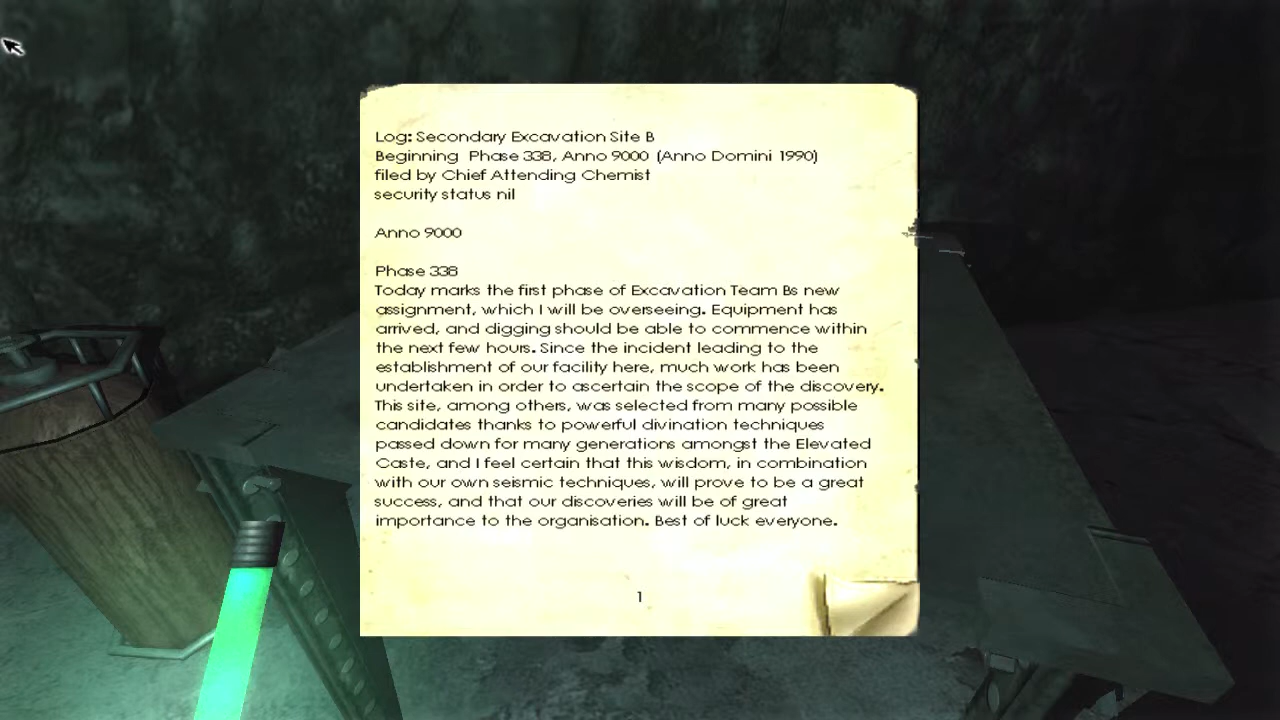 Log: Secondary Excavation Site B
Beginning Phase 338, Anno 9000 (Anno Domini 1990)
filed by Chief Attending Chemist
security status nil
Anno 9000
Phase 338
Today marks the first phase of Excavation Team Bs new
assignment, which I will be overseeing. Equipment has
arrived, and digging should be able to commence within
the next few hours. Since the incident leading to the
establishment of our facility here, much work has been
undertaken in order to ascertain the scope of the discovery.
This site, among others, was selected from many possible
candidates thanks to powerful divination techniques
passed down for many generations amongst the Elevated
Caste, and I feel certain that this wisdom, in combination
with our own seismic techniques, will prove to be a great
success, and that our discoveries will be of great
importance to the organisation. Best of luck everyone.
1